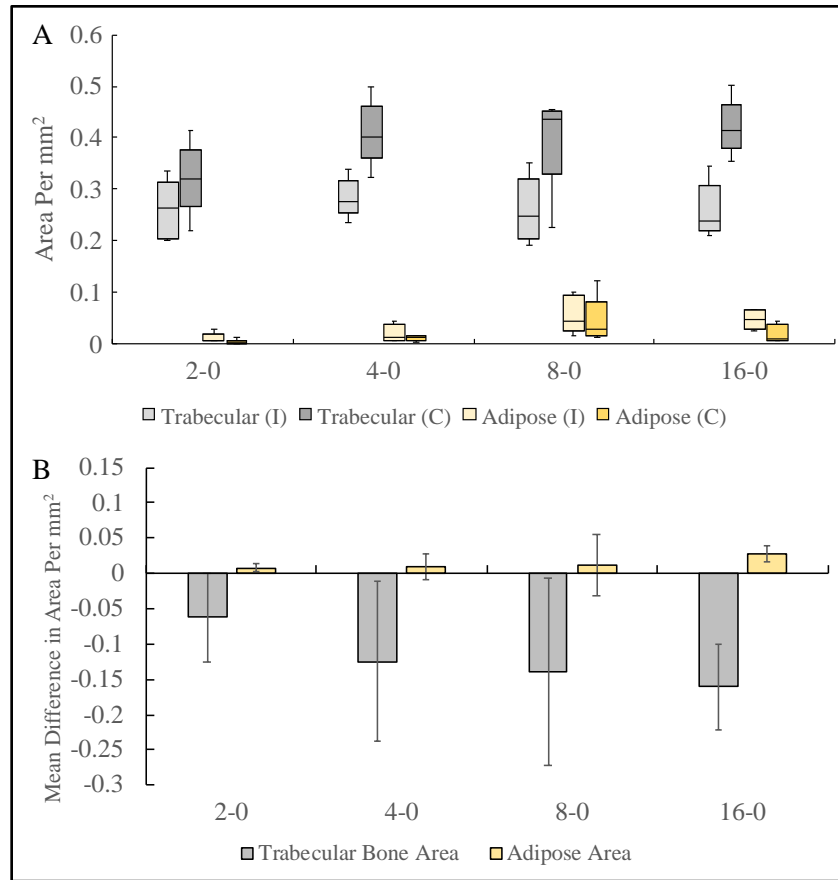 A
0.6
0.5
0.4
0.3
0.2
0.1
0
Area Per mm²
2-0 4-0 8-0 16-0
Trabecular (I) Trabecular (C) Adipose (I) Adipose (C)
B
0.15
0.1
0.05
0
-0.05
-0.1
-0.15
-0.2
-0.25
-0.3
Mean Difference in Area Per mm²
2-0 4-0 8-0 16-0
Trabecular Bone Area Adipose Area